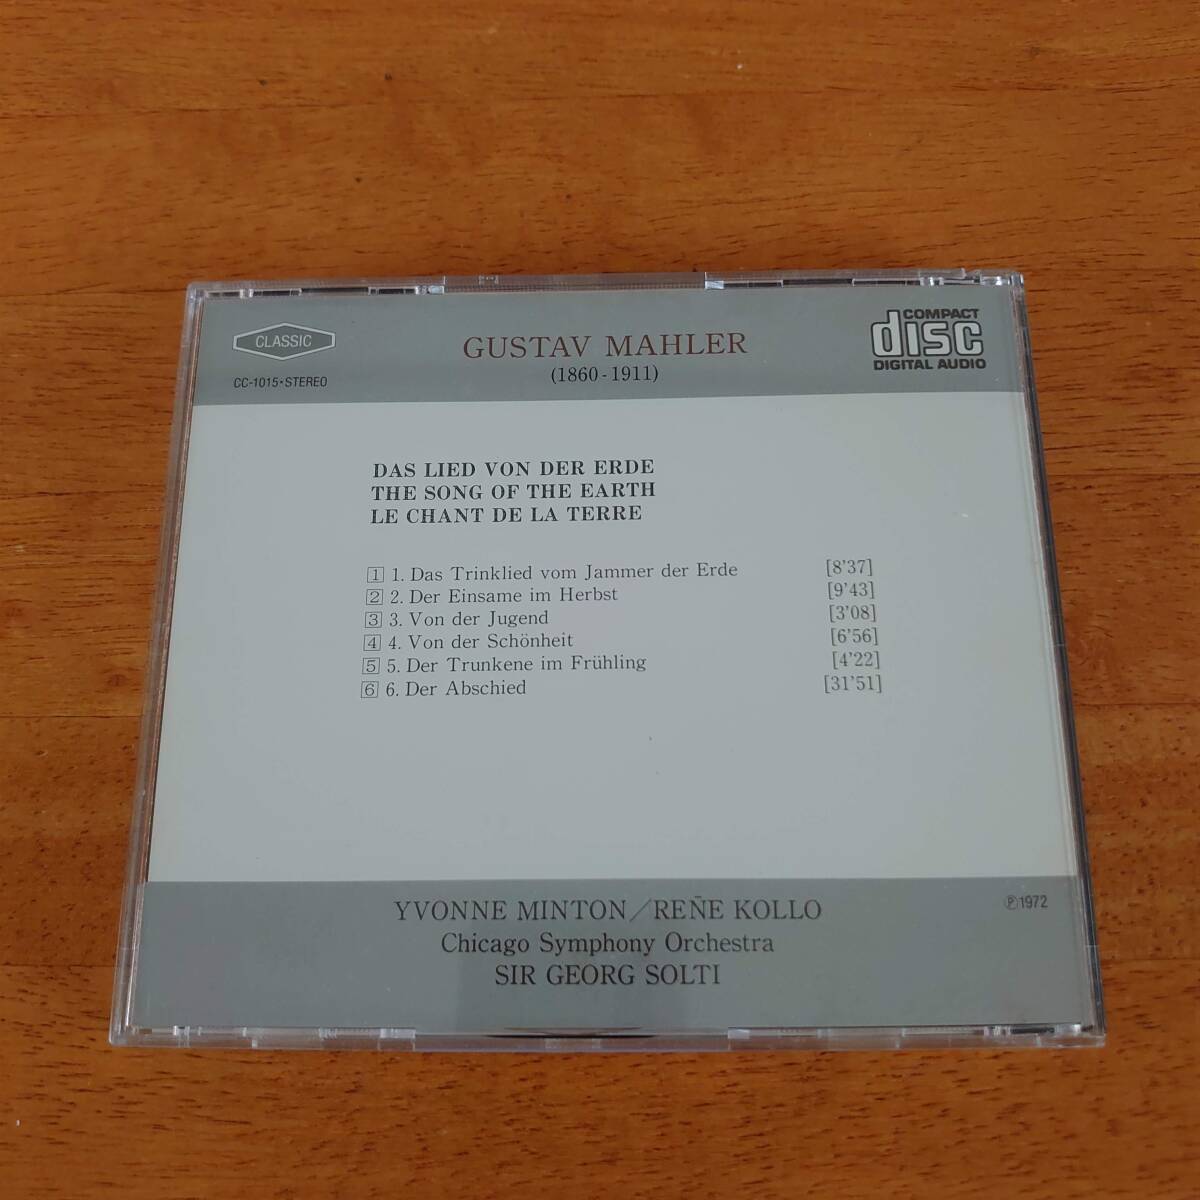 CLASSIC
CC-1015・STEREO
GUSTAV MAHLER
(1860-1911)
COMPACT
disc
DIGITAL AUDIO
DAS LIED VON DER ERDE
THE SONG OF THE EARTH
LE CHANT DE LA TERRE
1 1. Das Trinklied vom Jammer der Erde [8'37]
2 2. Der Einsame im Herbst [9'43]
3 3. Von der Jugend [3'08]
4 4. Von der Schönheit [6'56]
5 5. Der Trunkene im Frühling [4'22]
6 6. Der Abschied [31'51]
YVONNE MINTON/REÑE KOLLO
Chicago Symphony Orchestra
SIR GEORG SOLTI
℗1972